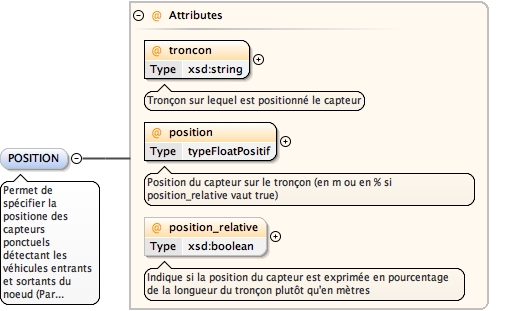 @ Attributes
@ troncon
Type xsd:string
Tronçon sur lequel est positionné le capteur
@ position
Type typeFloatPositif
Position du capteur sur le tronçon (en m ou en % si
position_relative vaut true)
@ position_relative
Type xsd:boolean
Indique si la position du capteur est exprimée en pourcentage
de la longueur du tronçon plutôt qu'en mètres
POSITION
Permet de
spécifier la
positione des
capteurs
ponctuels
détectant les
véhicules entrants
et sortants du
noeud (Par...